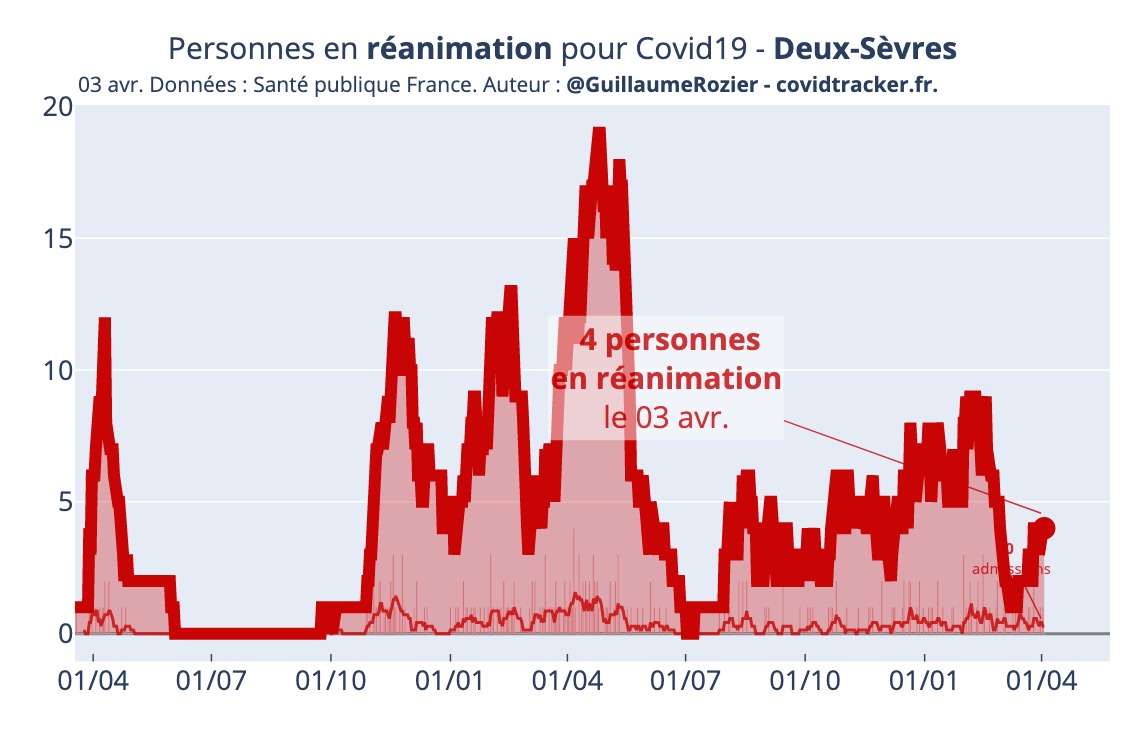 Personnes en réanimation pour Covid19 - Deux-Sèvres
03 avr. Données : Santé publique France. Auteur : @GuillaumeRozier - covidtracker.fr.
20
15
10
5
0
4 personnes
en réanimation
le 03 avr.
0
admissions
01/04 01/07 01/10 01/01 01/04 01/07 01/10 01/01 01/04